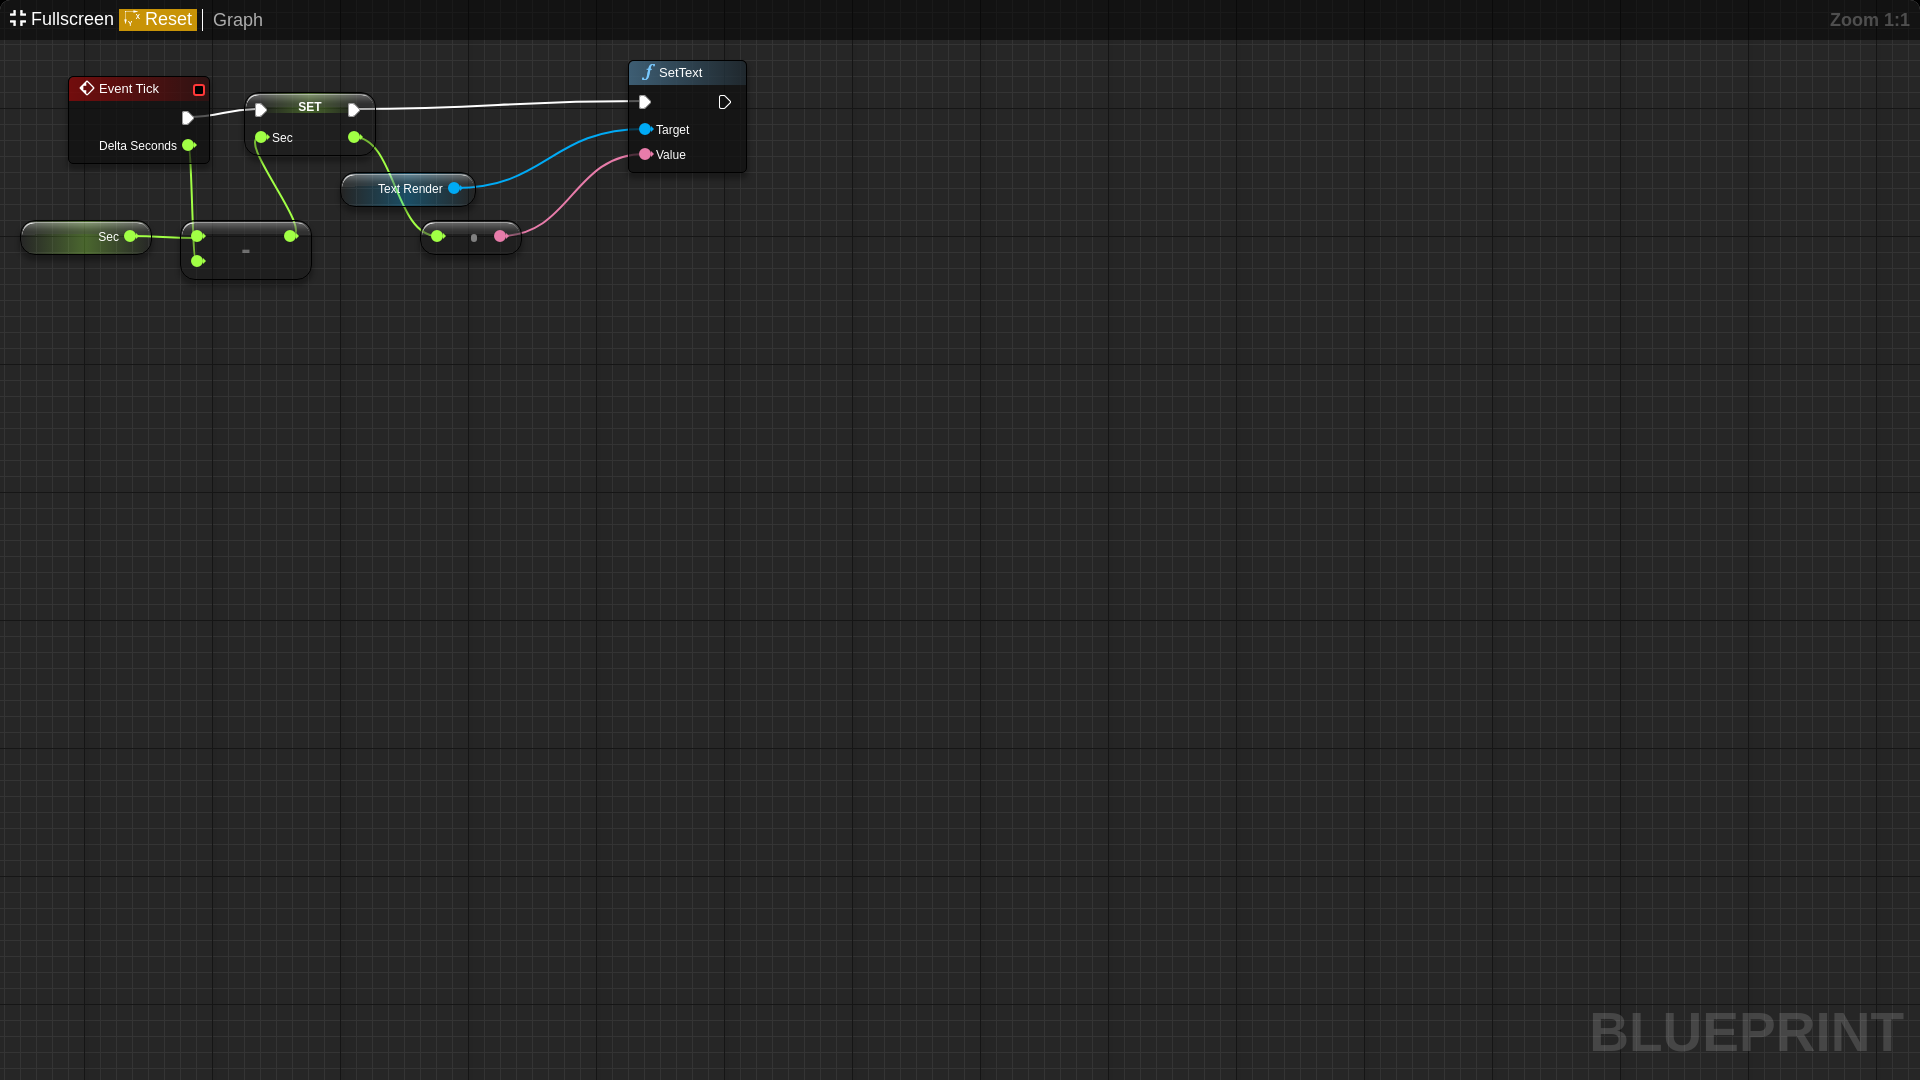 Fullscreen Reset Graph
Zoom 1:1
Event Tick
Delta Seconds
SET
Sec
SetText
Target
Value
Text Render
Sec
-
BLUEPRINT